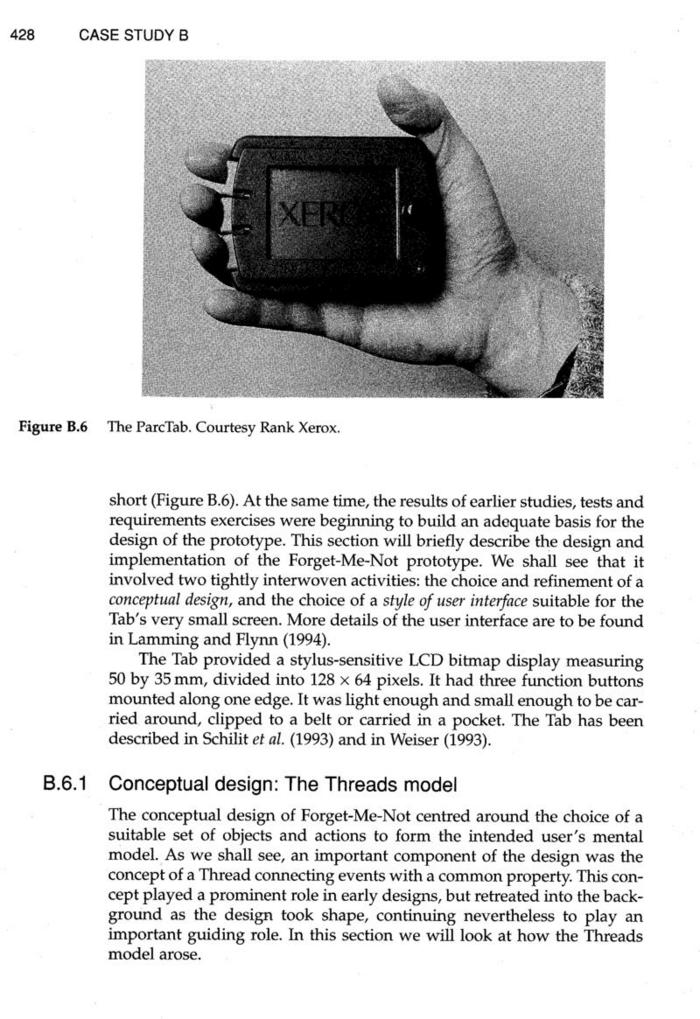 428 CASE STUDY B
XERO
Figure B.6 The ParcTab. Courtesy Rank Xerox.
short (Figure B.6). At the same time, the results of earlier studies, tests and
requirements exercises were beginning to build an adequate basis for the
design of the prototype. This section will briefly describe the design and
implementation of the Forget-Me-Not prototype. We shall see that it
involved two tightly interwoven activities: the choice and refinement of a
conceptual design, and the choice of a style of user interface suitable for the
Tab's very small screen. More details of the user interface are to be found
in Lamming and Flynn (1994).
The Tab provided a stylus-sensitive LCD bitmap display measuring
50 by 35 mm, divided into 128 × 64 pixels. It had three function buttons
mounted along one edge. It was light enough and small enough to be car-
ried around, clipped to a belt or carried in a pocket. The Tab has been
described in Schilit et al. (1993) and in Weiser (1993).
B.6.1 Conceptual design: The Threads model
The conceptual design of Forget-Me-Not centred around the choice of a
suitable set of objects and actions to form the intended user's mental
model. As we shall see, an important component of the design was the
concept of a Thread connecting events with a common property. This con-
cept played a prominent role in early designs, but retreated into the back-
ground as the design took shape, continuing nevertheless to play an
important guiding role. In this section we will look at how the Threads
model arose.